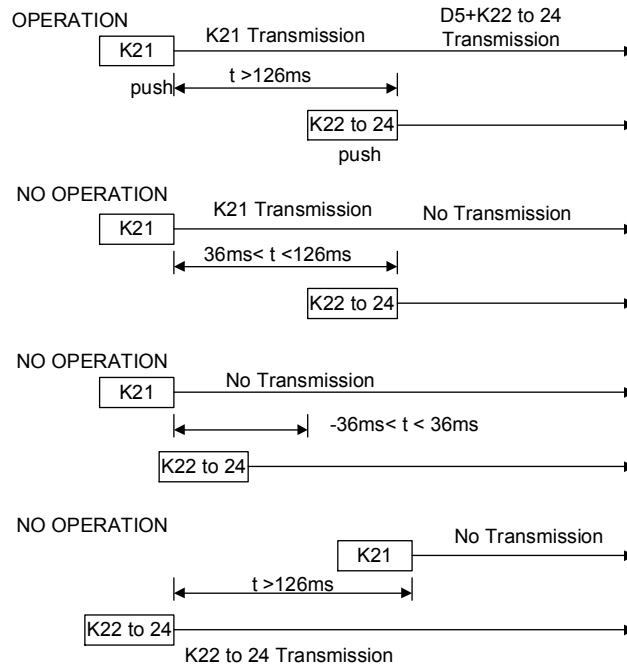 OPERATION
D5+K22 to 24
K21 Transmission
Transmission
K21
push
t >126ms
K22 to 24
push
NO OPERATION
K21 Transmission
No Transmission
K21
36ms< t <126ms
K22 to 24
NO OPERATION
K21
No Transmission
-36ms< t < 36ms
K22 to 24
NO OPERATION
No Transmission
K21
t >126ms
K22 to 24
K22 to 24 Transmission